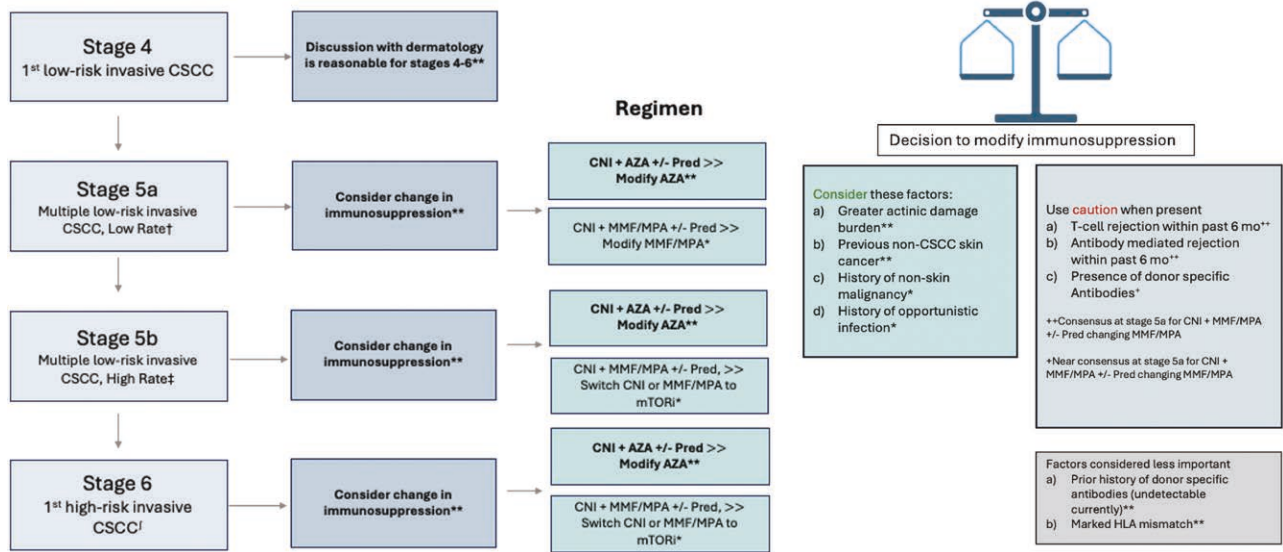 Stage 4
1st low-risk invasive CSCC
Discussion with dermatology
is reasonable for stages 4-6**
Regimen
Stage 5a
Multiple low-risk invasive
CSCC, Low Rate†
Consider change in
immunosuppression**
CNI + AZA +/- Pred >>
Modify AZA**
CNI + MMF/MPA +/- Pred >>
Modify MMF/MPA*
Stage 5b
Multiple low-risk invasive
CSCC, High Rate‡
Consider change in
immunosuppression**
CNI + AZA +/- Pred >>
Modify AZA**
CNI + MMF/MPA +/- Pred, >>
Switch CNI or MMF/MPA to
mTORi*
Stage 6
1st high-risk invasive
CSCC⌠
Consider change in
immunosuppression**
CNI + AZA +/- Pred >>
Modify AZA**
CNI + MMF/MPA +/- Pred, >>
Switch CNI or MMF/MPA to
mTORi*
Decision to modify immunosuppression
Consider these factors:
a) Greater actinic damage
burden**
b) Previous non-CSCC skin
cancer**
c) History of non-skin
malignancy*
d) History of opportunistic
infection*
Use caution when present
a) T-cell rejection within past 6 mo++
b) Antibody mediated rejection
within past 6 mo++
c) Presence of donor specific
Antibodies+
++Consensus at stage 5a for CNI + MMF/MPA
+/- Pred changing MMF/MPA
+Near consensus at stage 5a for CNI +
MMF/MPA +/- Pred changing MMF/MPA
Factors considered less important
a) Prior history of donor specific
antibodies (undetectable
currently)**
b) Marked HLA mismatch**